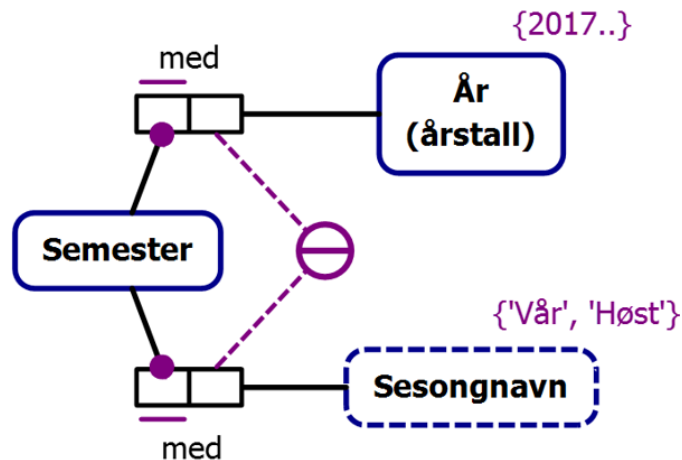 {2017..}
med
År
(årstall)
Semester
{'Vår', 'Høst'}
Sesongnavn
med